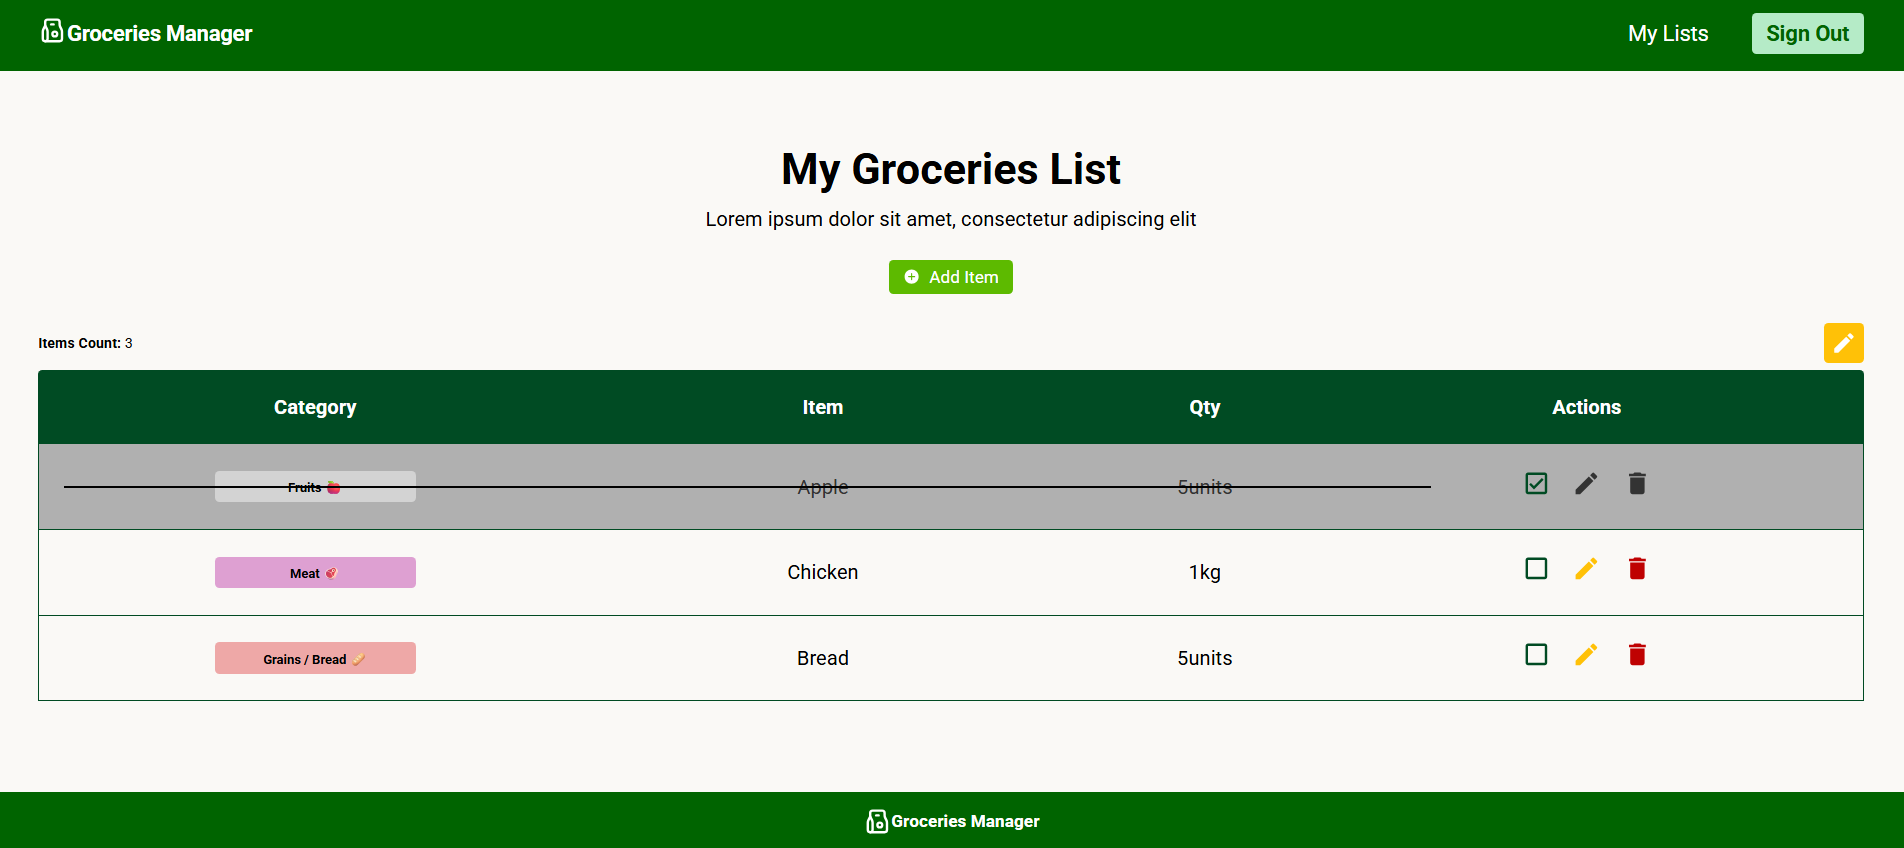 Groceries Manager My Lists Sign Out
My Groceries List
Lorem ipsum dolor sit amet, consectetur adipiscing elit
Add Item
Items Count: 3
Category Item Qty Actions
Fruits Apple 5units
Meat Chicken 1kg
Grains / Bread Bread 5units
Groceries Manager